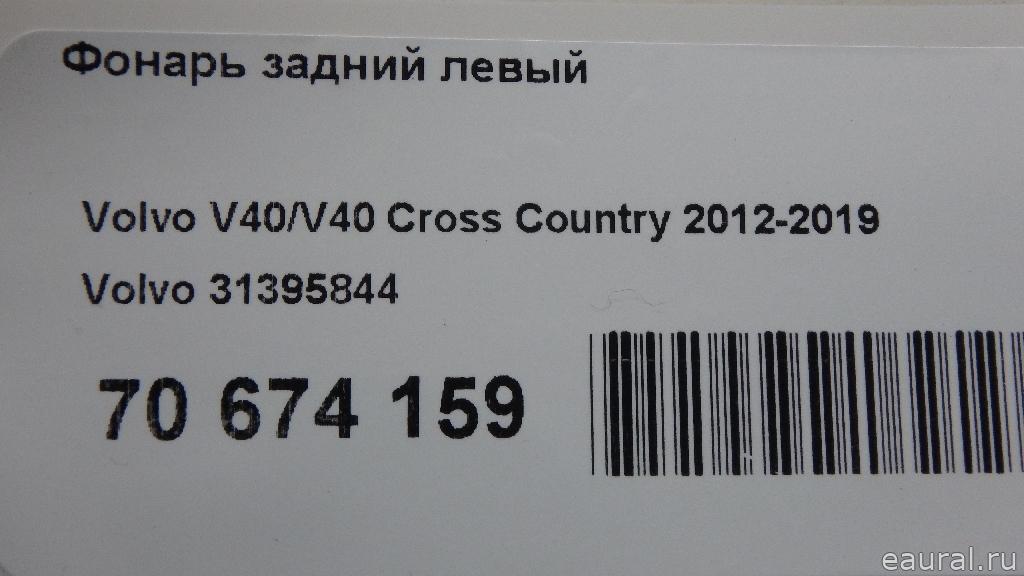 Фонарь задний левый
Volvo V40/V40 Cross Country 2012-2019
Volvo 31395844
70 674 159
eaural.ru